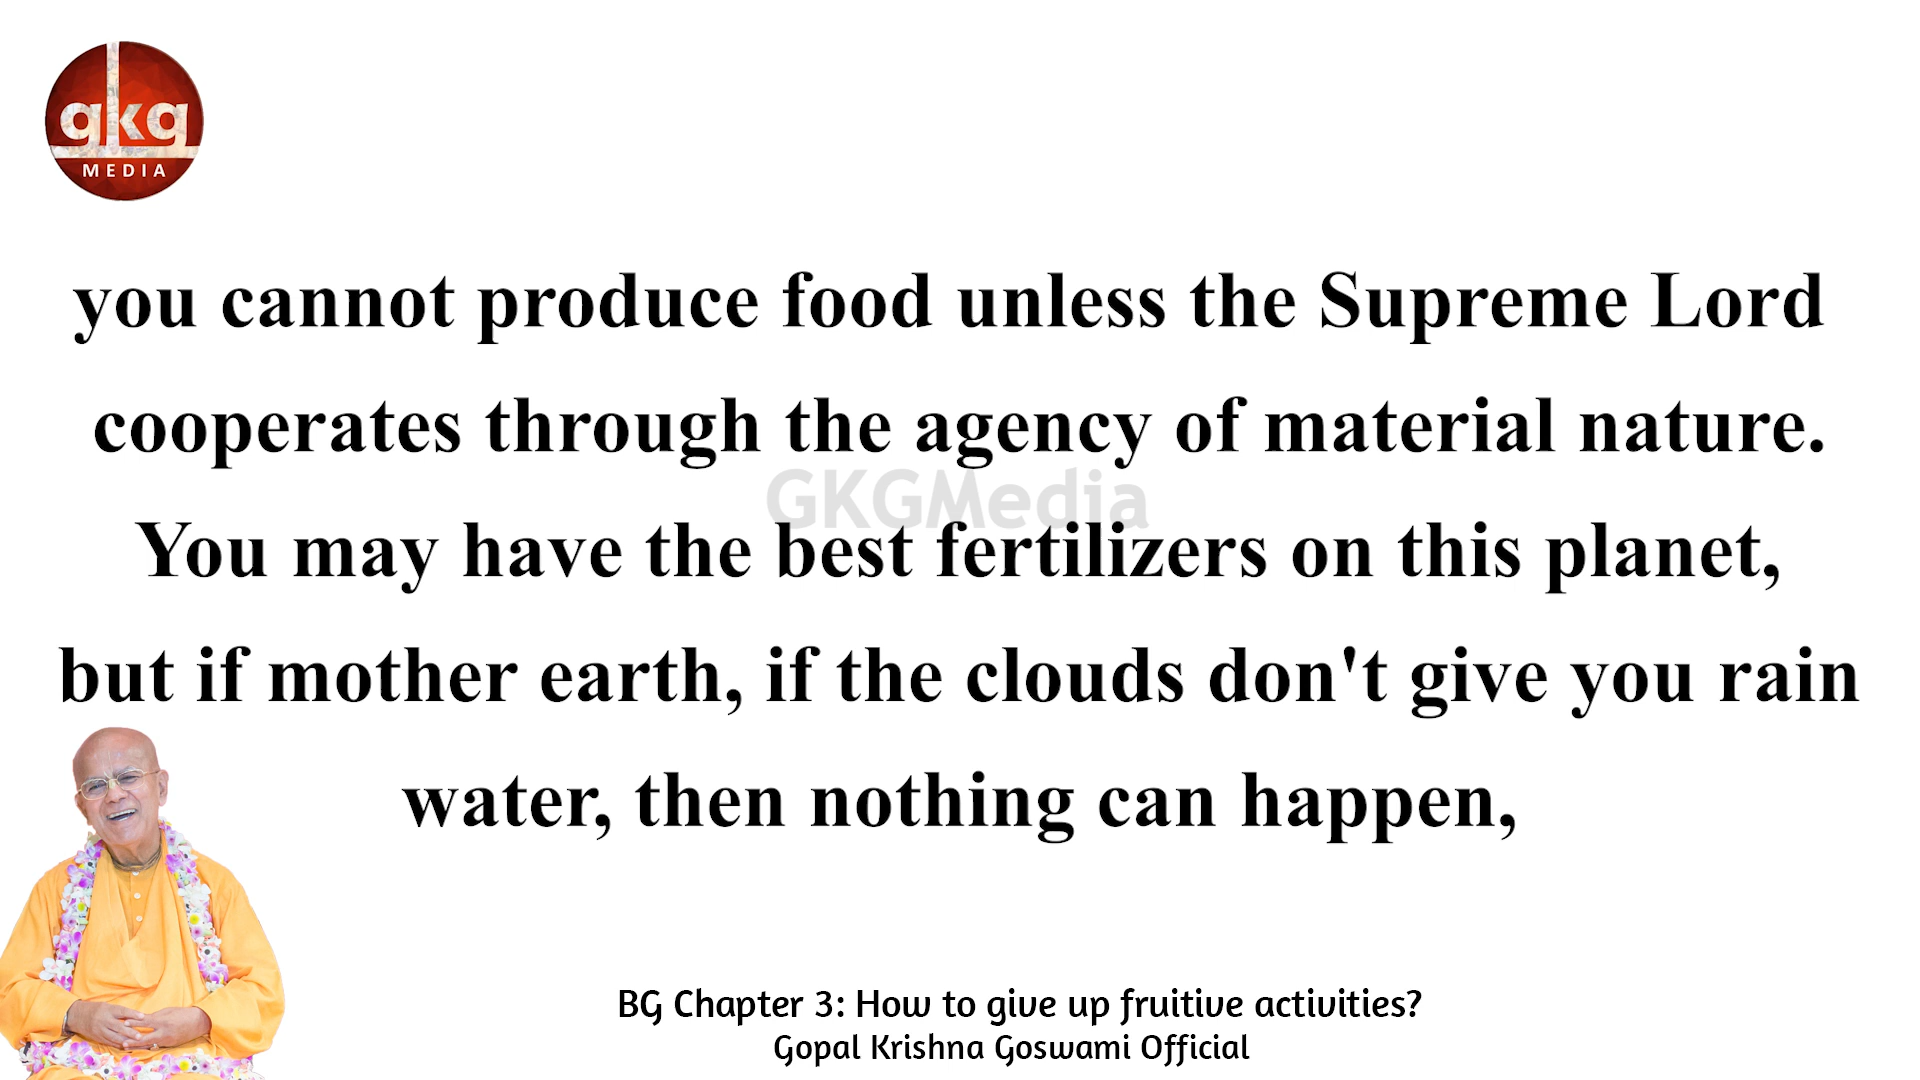 gkg
MEDIA
you cannot produce food unless the Supreme Lord
cooperates through the agency of material nature.
GKGMedia
You may have the best fertilizers on this planet,
but if mother earth, if the clouds don't give you rain
water, then nothing can happen,
BG Chapter 3: How to give up fruitive activities?
Gopal Krishna Goswami Official